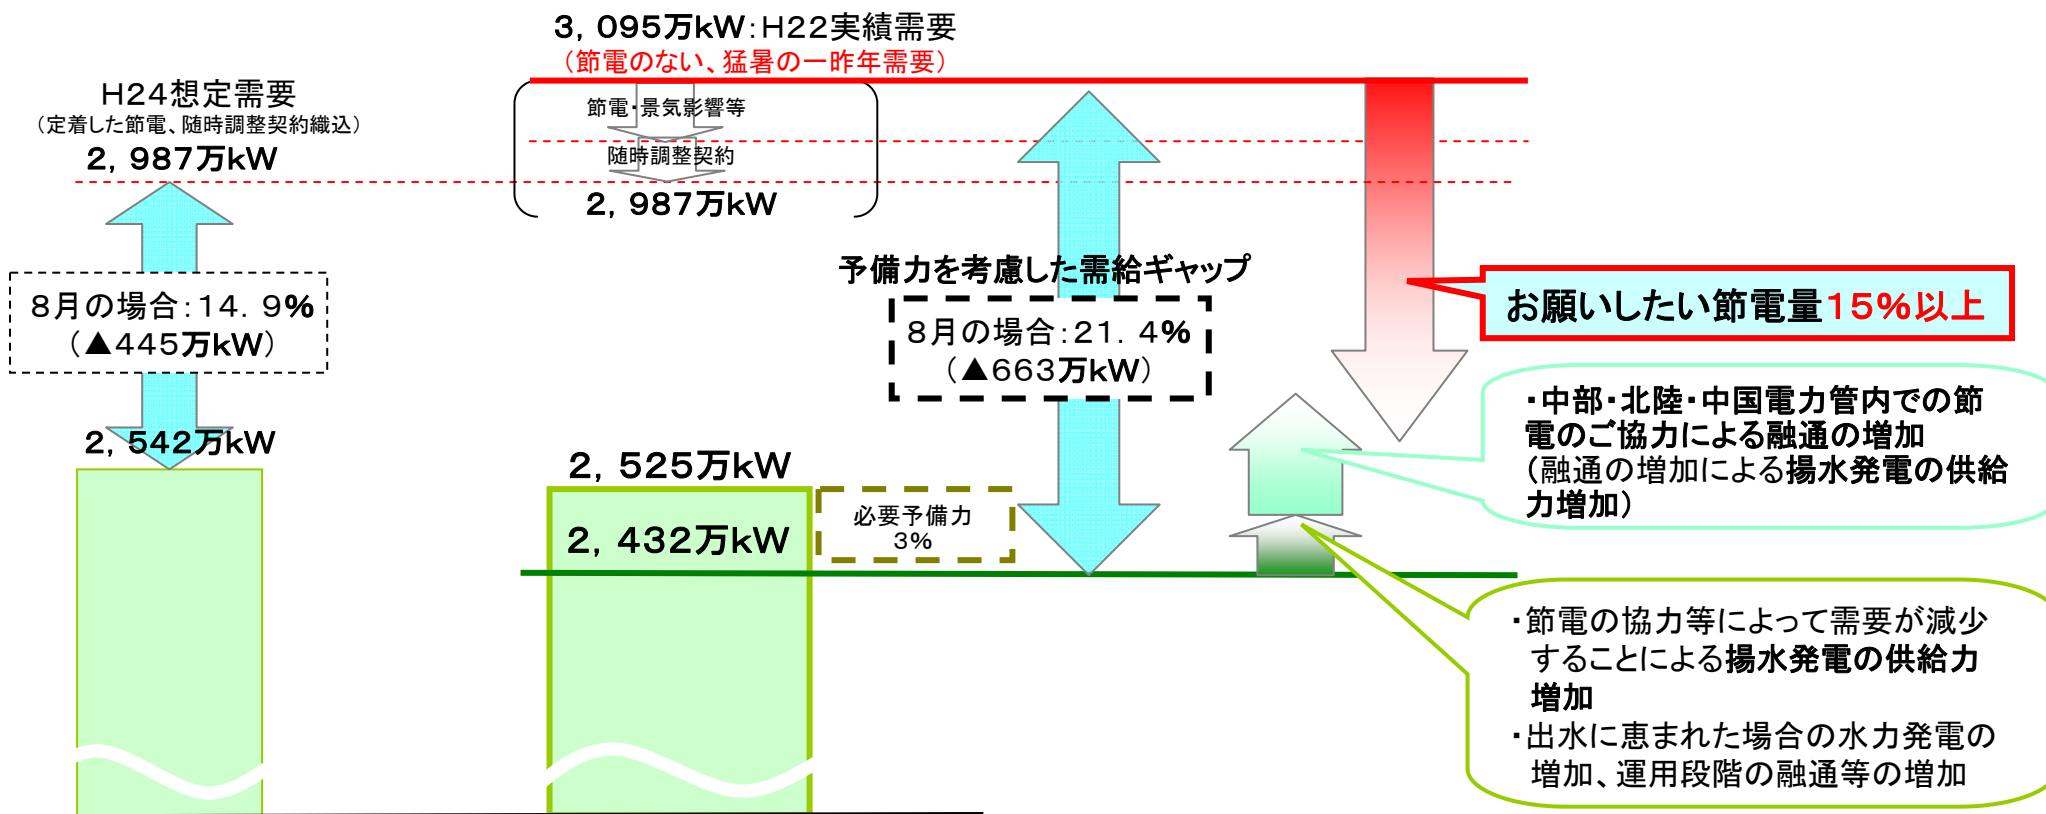 3，095万kW：H22実績需要
（節電のない、猛暑の一昨年需要）
H24想定需要
（定着した節電、随時調整契約織込）
2，987万kW
節電・景気影響等
随時調整契約
2，987万kW
8月の場合：14．9％
（▲445万kW）
2，542万kW
予備力を考慮した需給ギャップ
8月の場合：21．4％
（▲663万kW）
2，525万kW
2，432万kW
必要予備力
3％
お願いしたい節電量15％以上
・中部・北陸・中国電力管内での節
電のご協力による融通の増加
（融通の増加による揚水発電の供給
力増加）
・節電の協力等によって需要が減少
することによる揚水発電の供給力
増加
・出水に恵まれた場合の水力発電の
増加、運用段階の融通等の増加